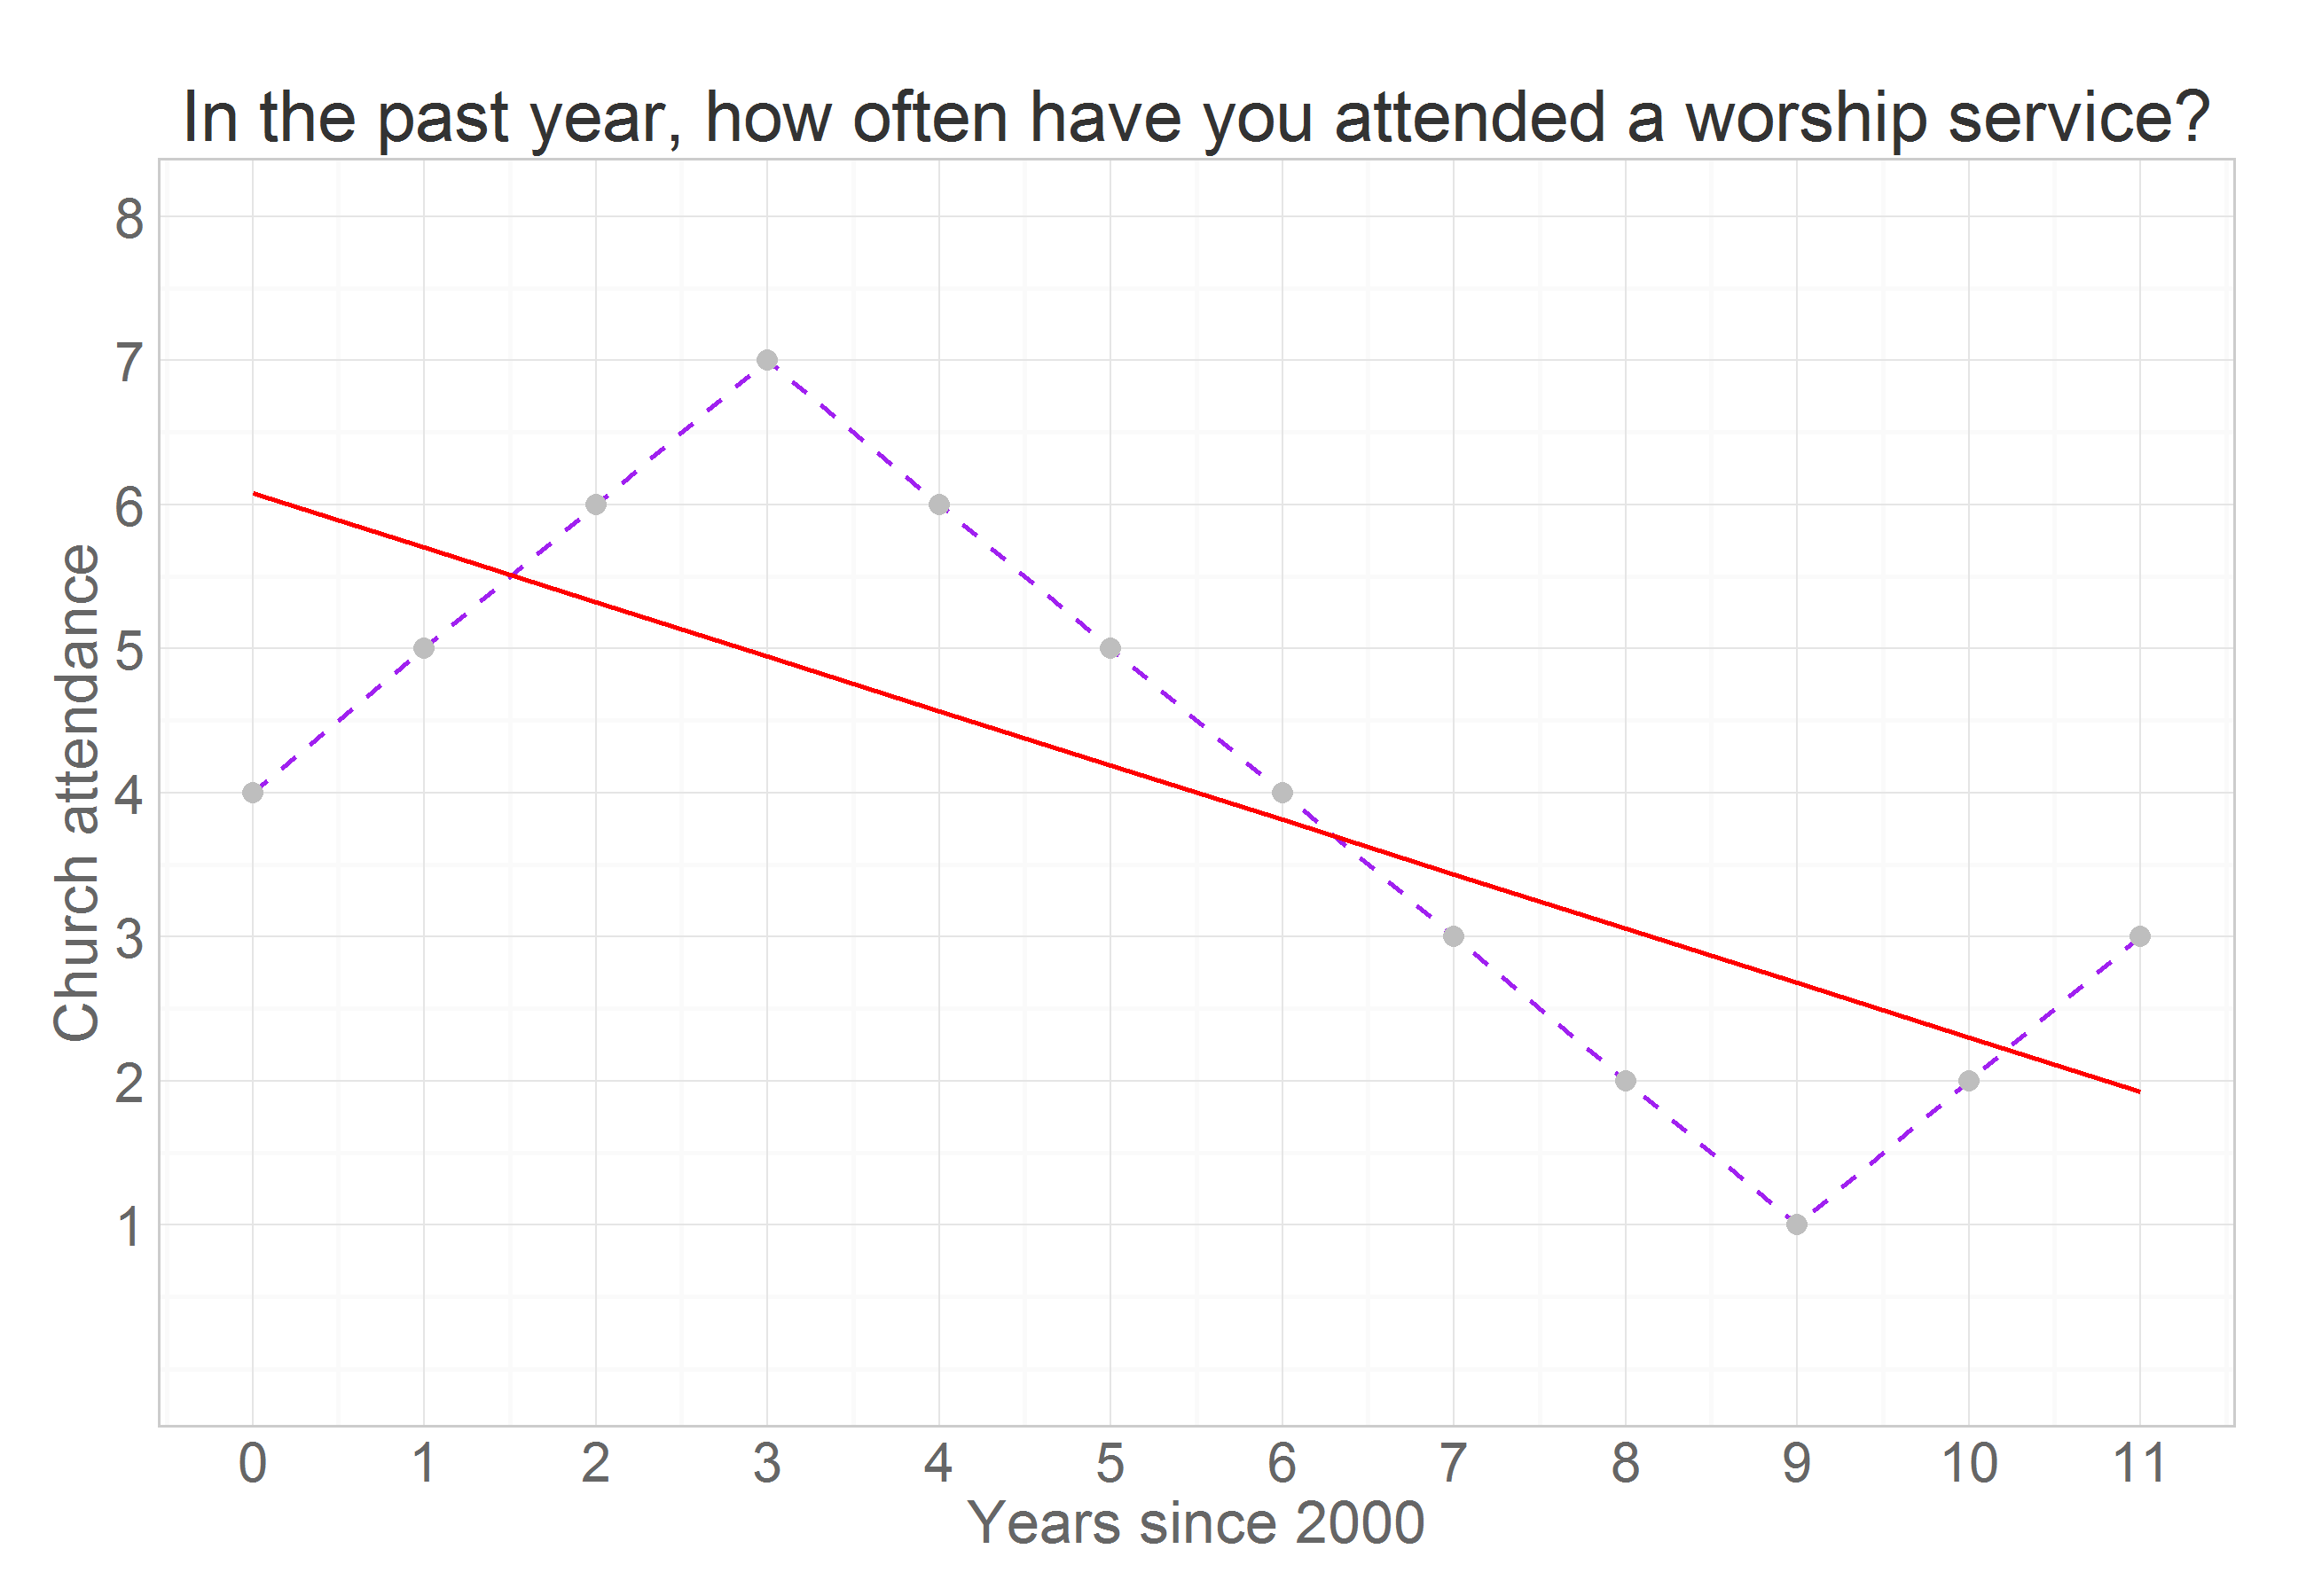 In the past year, how often have you attended a worship service?
Church attendance
8
7
6
5
4
3
2
1
0 1 2 3 4 5 6 7 8 9 10 11
Years since 2000